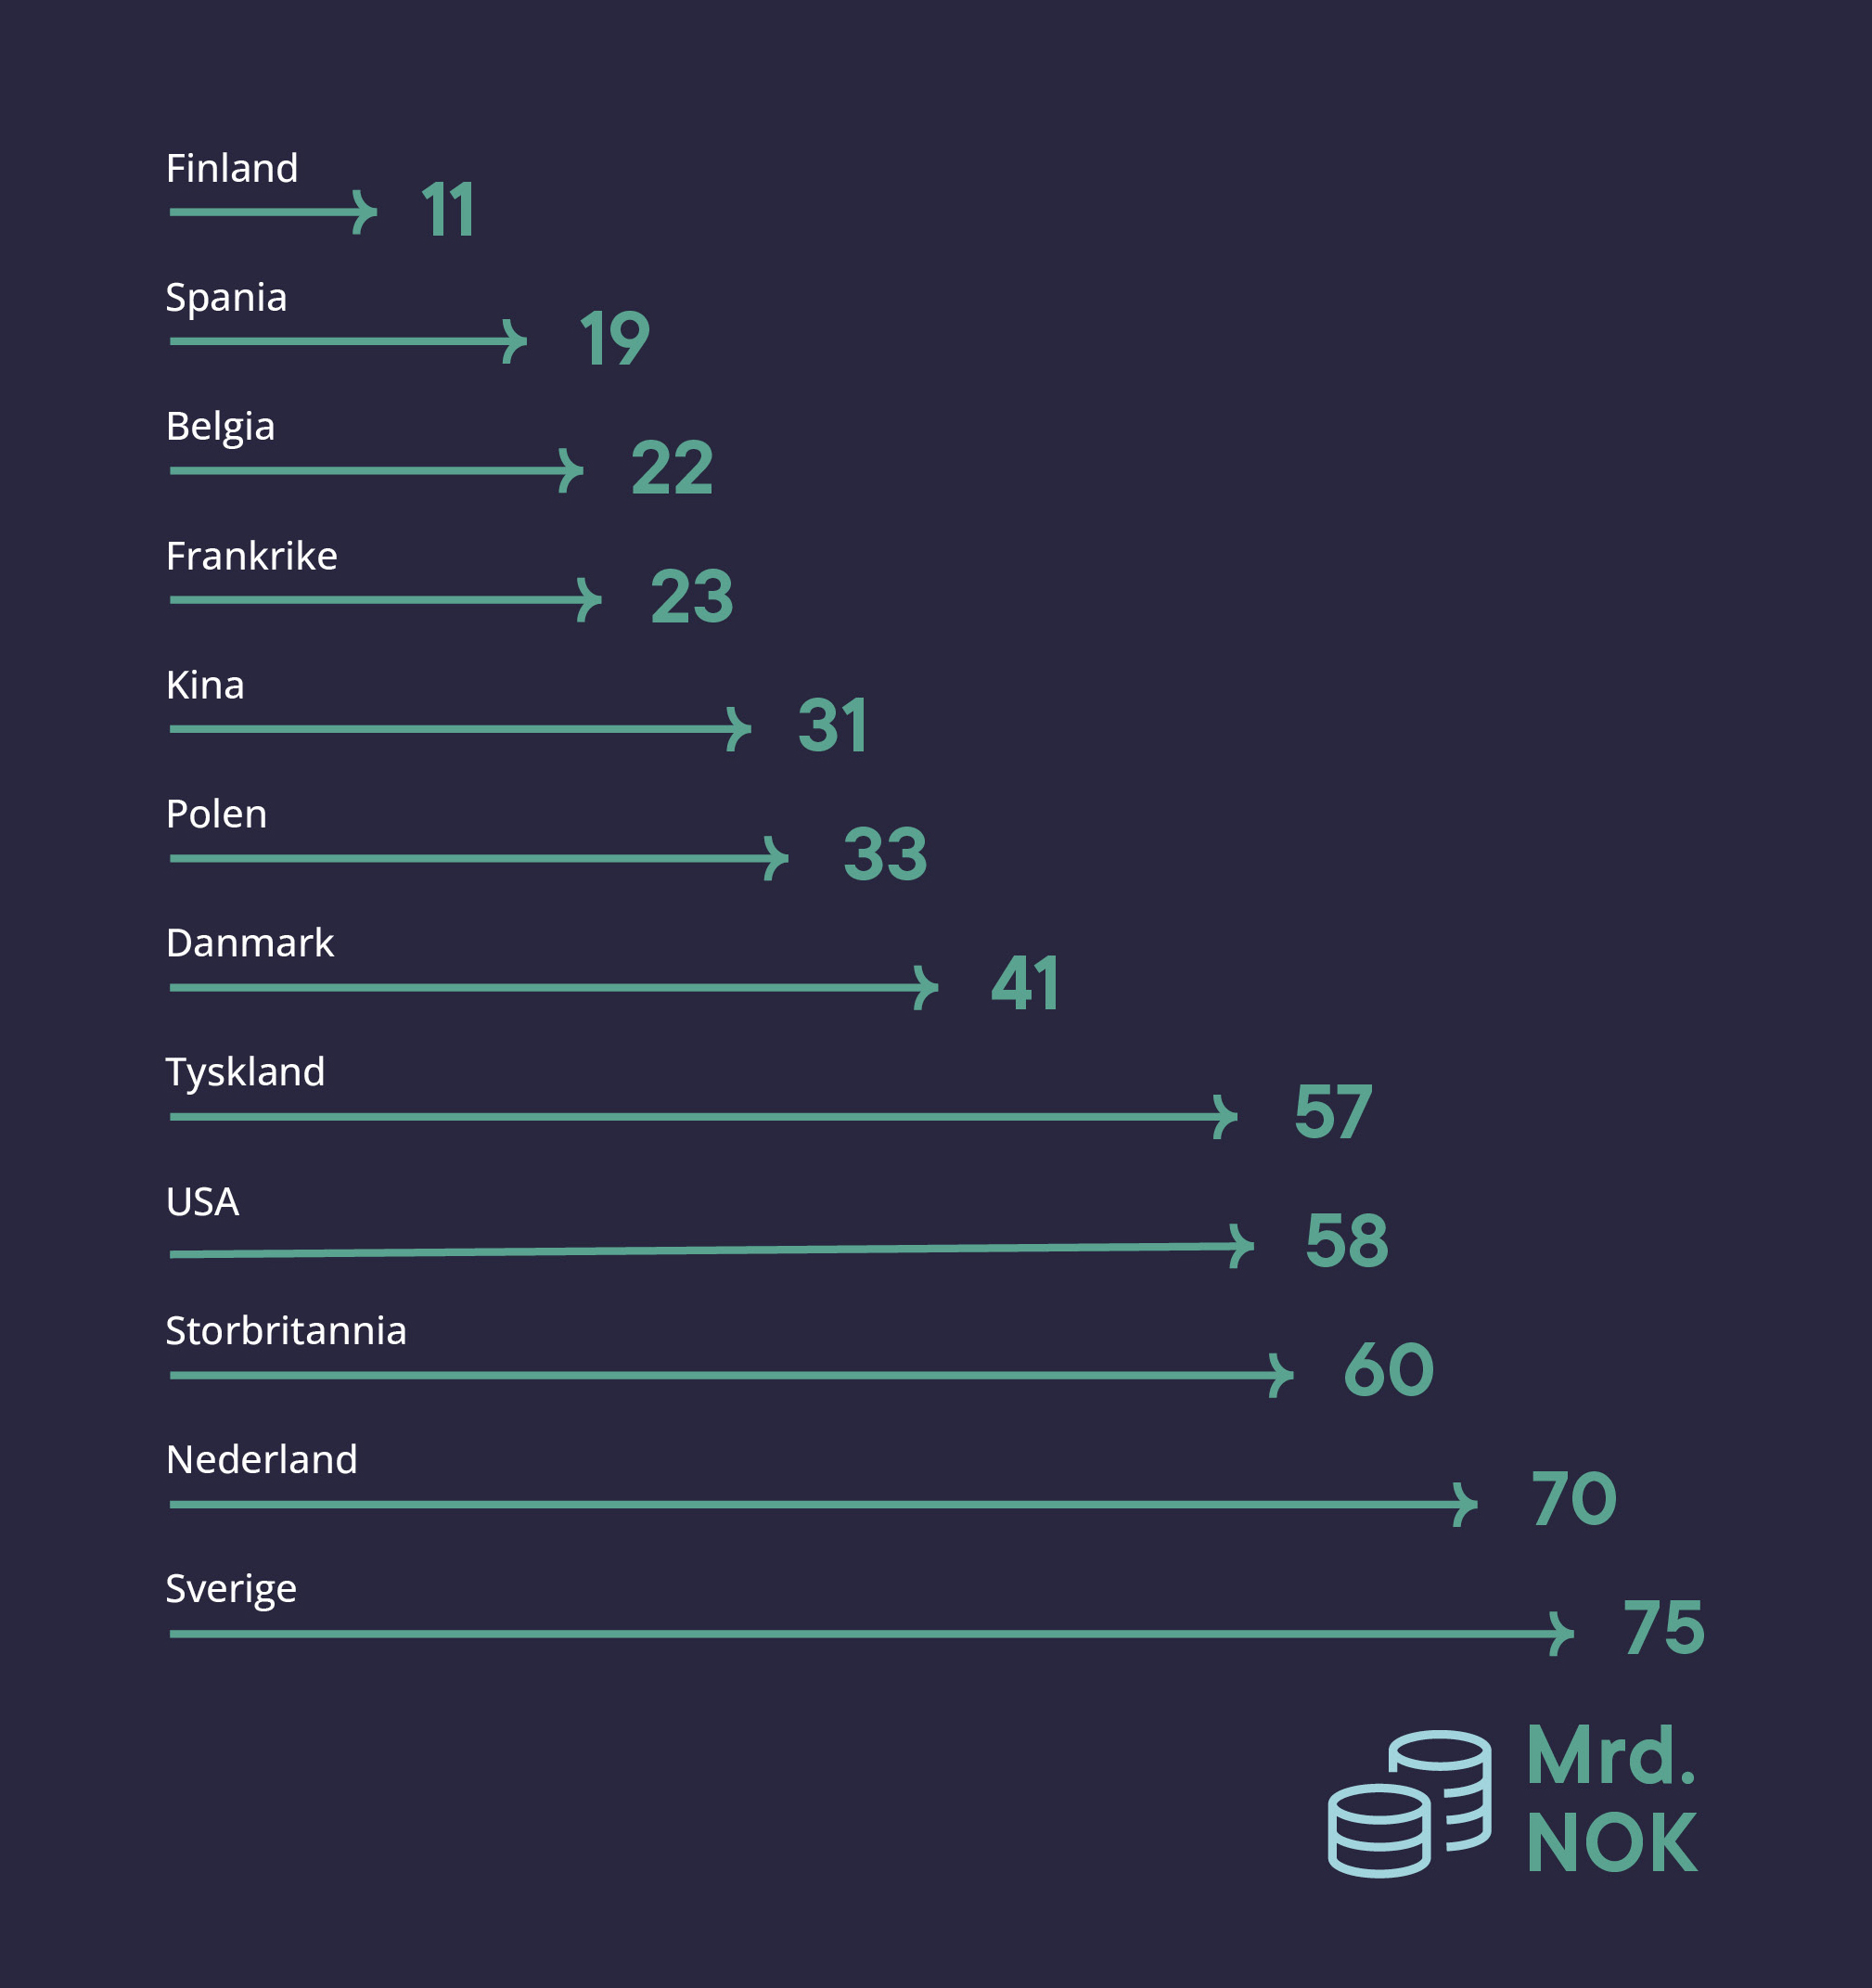 Finland
11
Spania
19
Belgia
22
Frankrike
23
Kina
31
Polen
33
Danmark
41
Tyskland
57
USA
58
Storbritannia
60
Nederland
70
Sverige
75
Mrd.
NOK